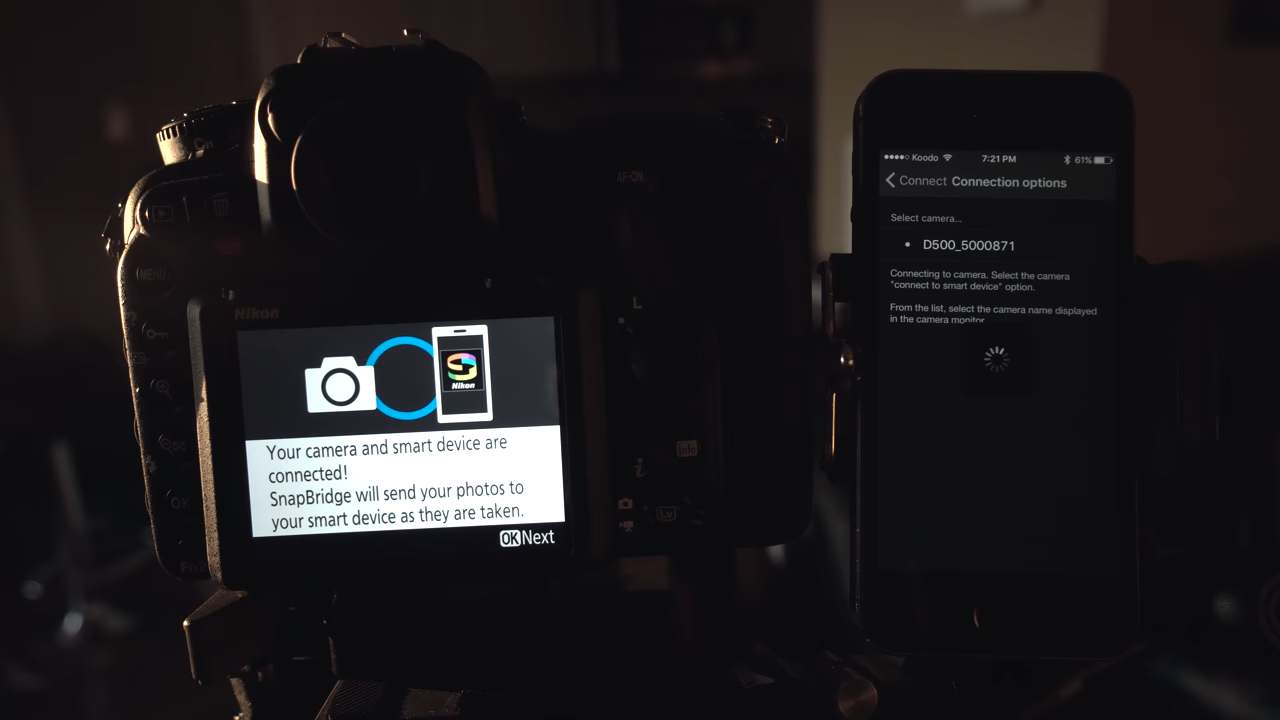 AF-ON
MENU
Nikon
L
Nikon
Your camera and smart device are
connected!
SnapBridge will send your photos to
your smart device as they are taken.
OK Next
OK
Fn2
info
i
Lv
Koodo 7:21 PM 61%
Connect Connection options
Select camera...
• D500_5000871
Connecting to camera. Select the camera
"connect to smart device" option.
From the list, select the camera name displayed
in the camera monitor